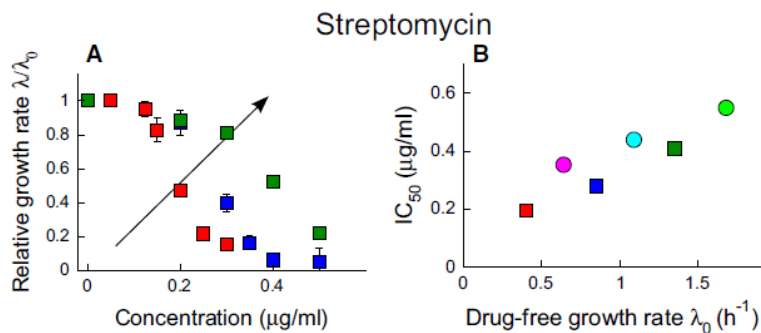 Streptomycin
A
B
Relative growth rate λ/λ0
1
0.8
0.6
0.4
0.2
0
0
0.2
0.4
Concentration (μg/ml)
IC50 (μg/ml)
0.6
0.4
0.2
0
0
0.5
1
1.5
Drug-free growth rate λ0 (h-1)